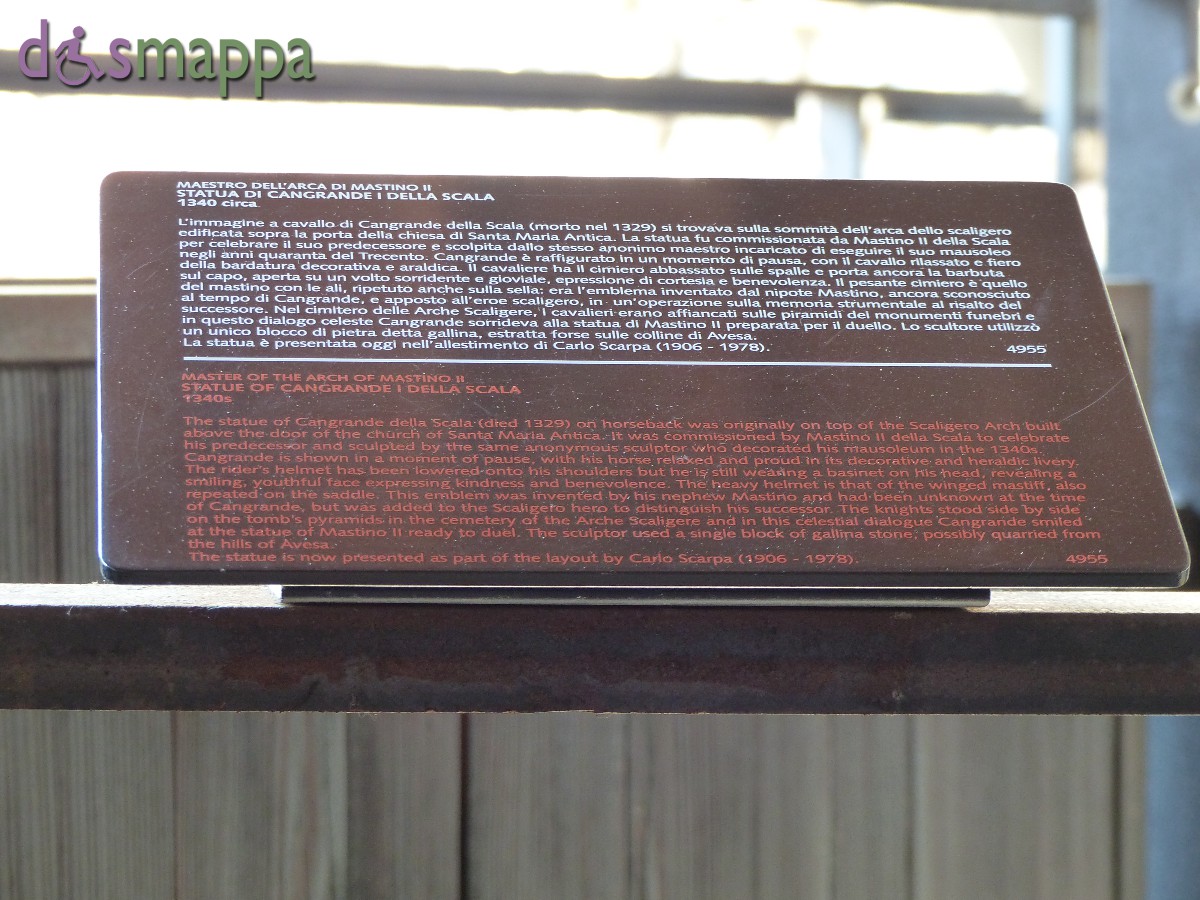 dismappa
MAESTRO DELL'ARCA DI MASTINO II
STATUA DI CANGRANDE I DELLA SCALA
1340 circa
L'immagine a cavallo di Cangrande della Scala (morto nel 1329) si trovava sulla sommità dell'arca dello scaligero
edificata sopra la porta della chiesa di Santa Maria Antica. La statua fu commissionata da Mastino II della Scala
per celebrare il suo predecessore e scolpita dallo stesso anonimo maestro incaricato di eseguire il suo mausoleo
negli anni quaranta del Trecento. Cangrande è raffigurato in un momento di pausa, con il cavallo rilassato e fiero
della bardatura decorativa e araldica. Il cavaliere ha il cimiero abbassato sulle spalle e porta ancora la barbuta
sul capo, aperta su un volto sorridente e gioviale, epressione di cortesia e benevolenza. Il pesante cimiero è quello
del mastino con le ali, ripetuto anche sulla sella: era l'emblema inventato dal nipote Mastino, ancora sconosciuto
al tempo di Cangrande, e apposto all'eroe scaligero, in un'operazione sulla memoria strumentale al risalto del
successore. Nel cimitero delle Arche Scaligere, i cavalieri erano affiancati sulle piramidi dei monumenti funebri e
in questo dialogo celeste Cangrande sorrideva alla statua di Mastino II preparata per il duello. Lo scultore utilizzò
un unico blocco di pietra detta gallina, estratta forse sulle colline di Avesa.
La statua è presentata oggi nell'allestimento di Carlo Scarpa (1906 - 1978). 4955
MASTER OF THE ARCH OF MASTINO II
STATUE OF CANGRANDE I DELLA SCALA
1340s
The statue of Cangrande della Scala (died 1329) on horseback was originally on top of the Scaligero Arch built
above the door of the church of Santa Maria Antica. It was commissioned by Mastino II della Scala to celebrate
his predecessor and sculpted by the same anonymous sculptor who decorated his mausoleum in the 1340s.
Cangrande is shown in a moment of pause, with his horse relaxed and proud in its decorative and heraldic livery.
The rider's helmet has been lowered onto his shoulders but he is still wearing a basinet on his head, revealing a
smiling, youthful face expressing kindness and benevolence. The heavy helmet is that of the winged mastiff, also
repeated on the saddle. This emblem was invented by his nephew Mastino and had been unknown at the time
of Cangrande, but was added to the Scaligero hero to distinguish his successor. The knights stood side by side
on the tomb's pyramids in the cemetery of the Arche Scaligere and in this celestial dialogue Cangrande smiled
at the statue of Mastino II ready to duel. The sculptor used a single block of gallina stone, possibly quarried from
the hills of Avesa.
The statue is now presented as part of the layout by Carlo Scarpa (1906 - 1978). 4955